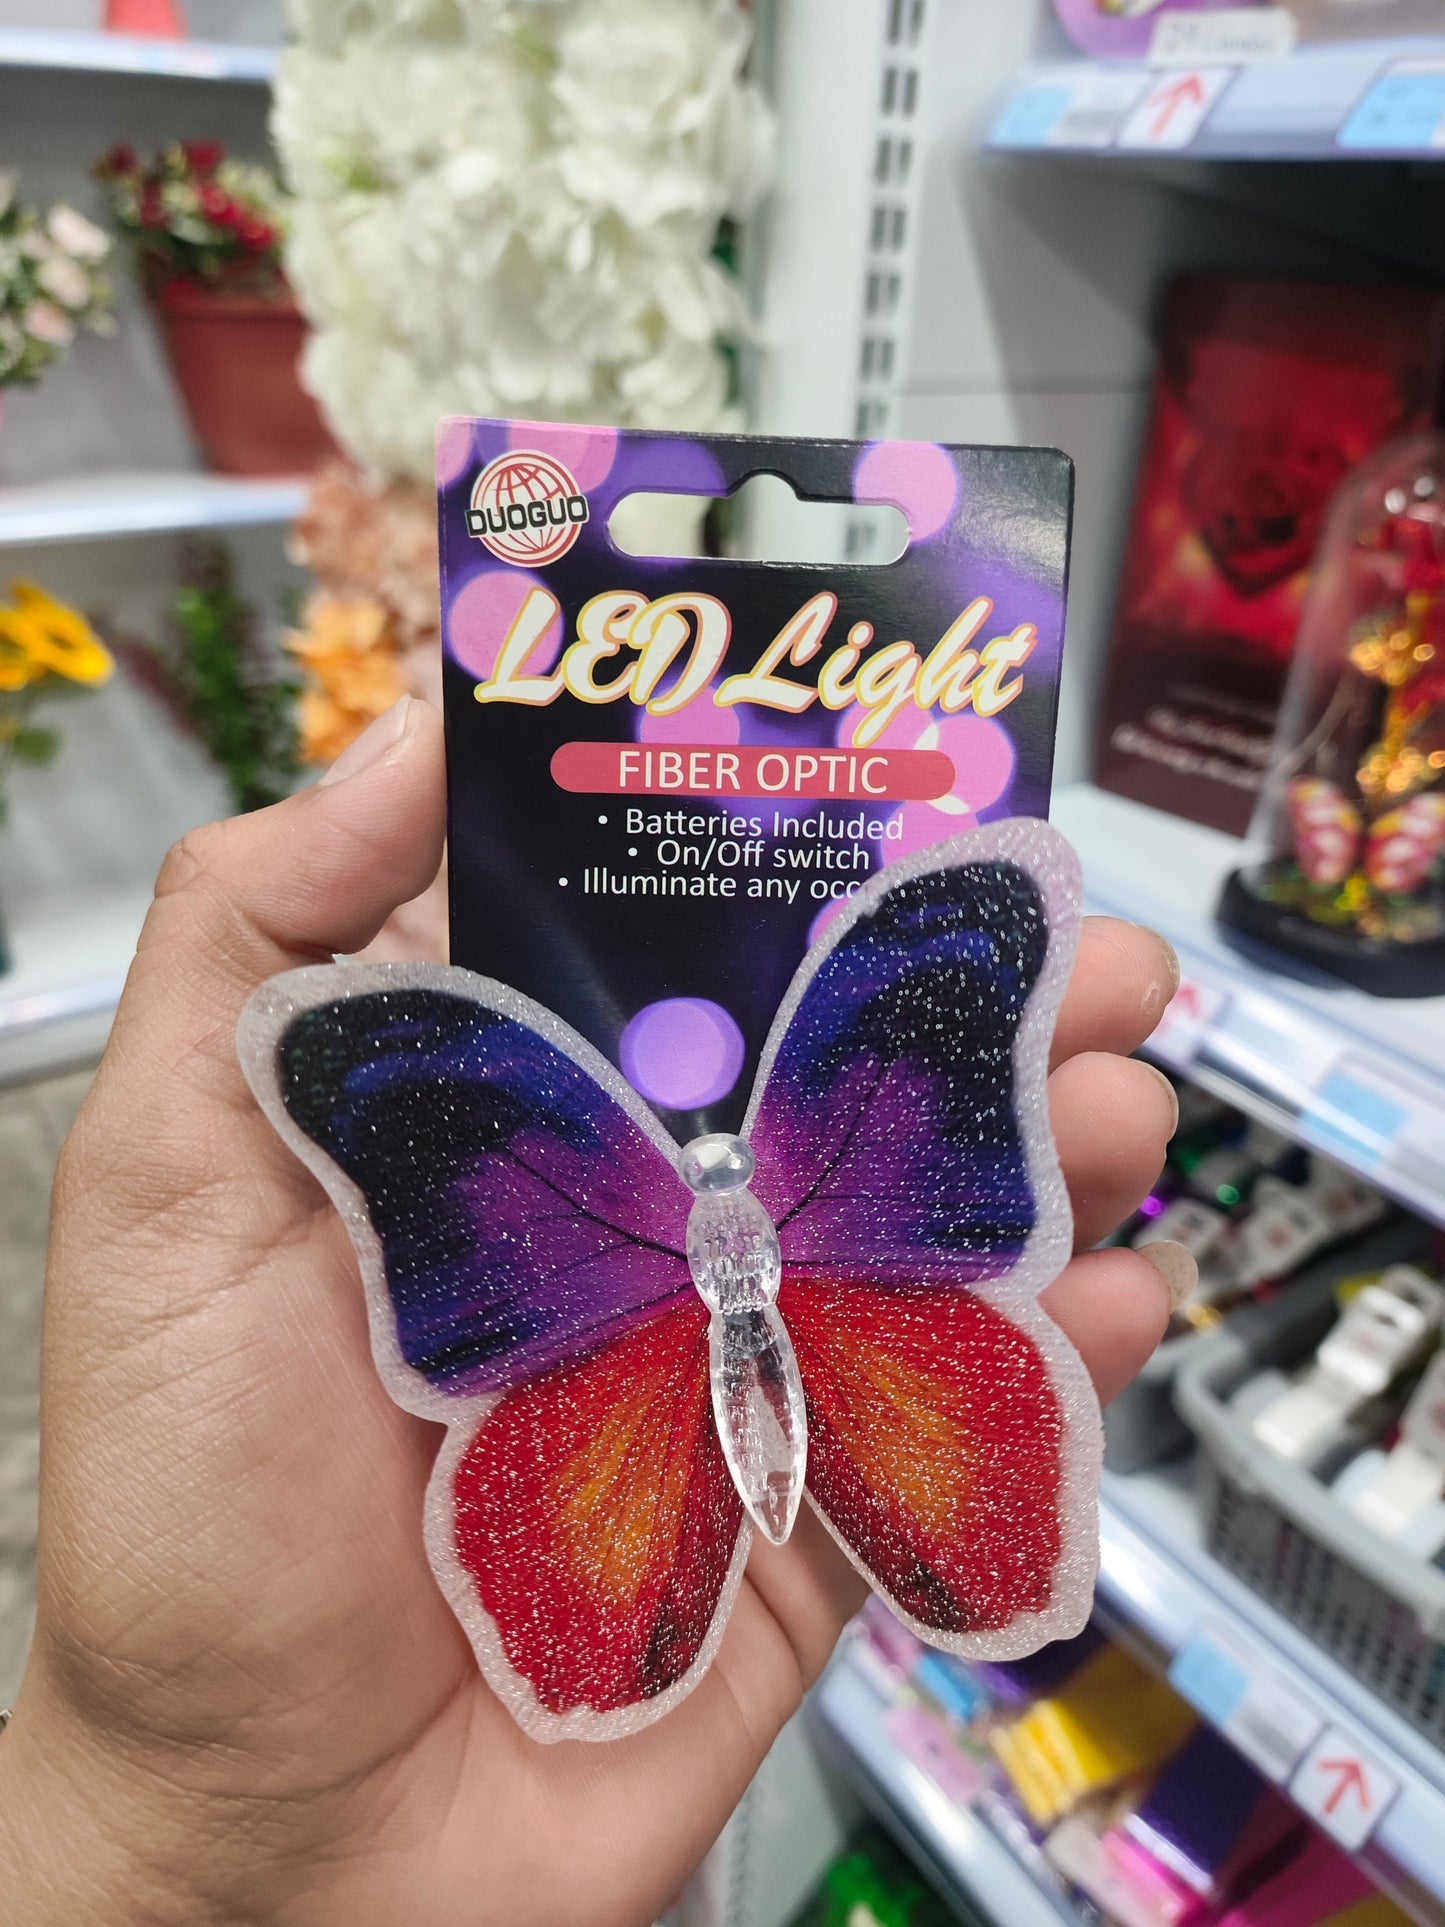 DUOGUO
LED Light
FIBER OPTIC
• Batteries Included
• On/Off switch
• Illuminate any occ